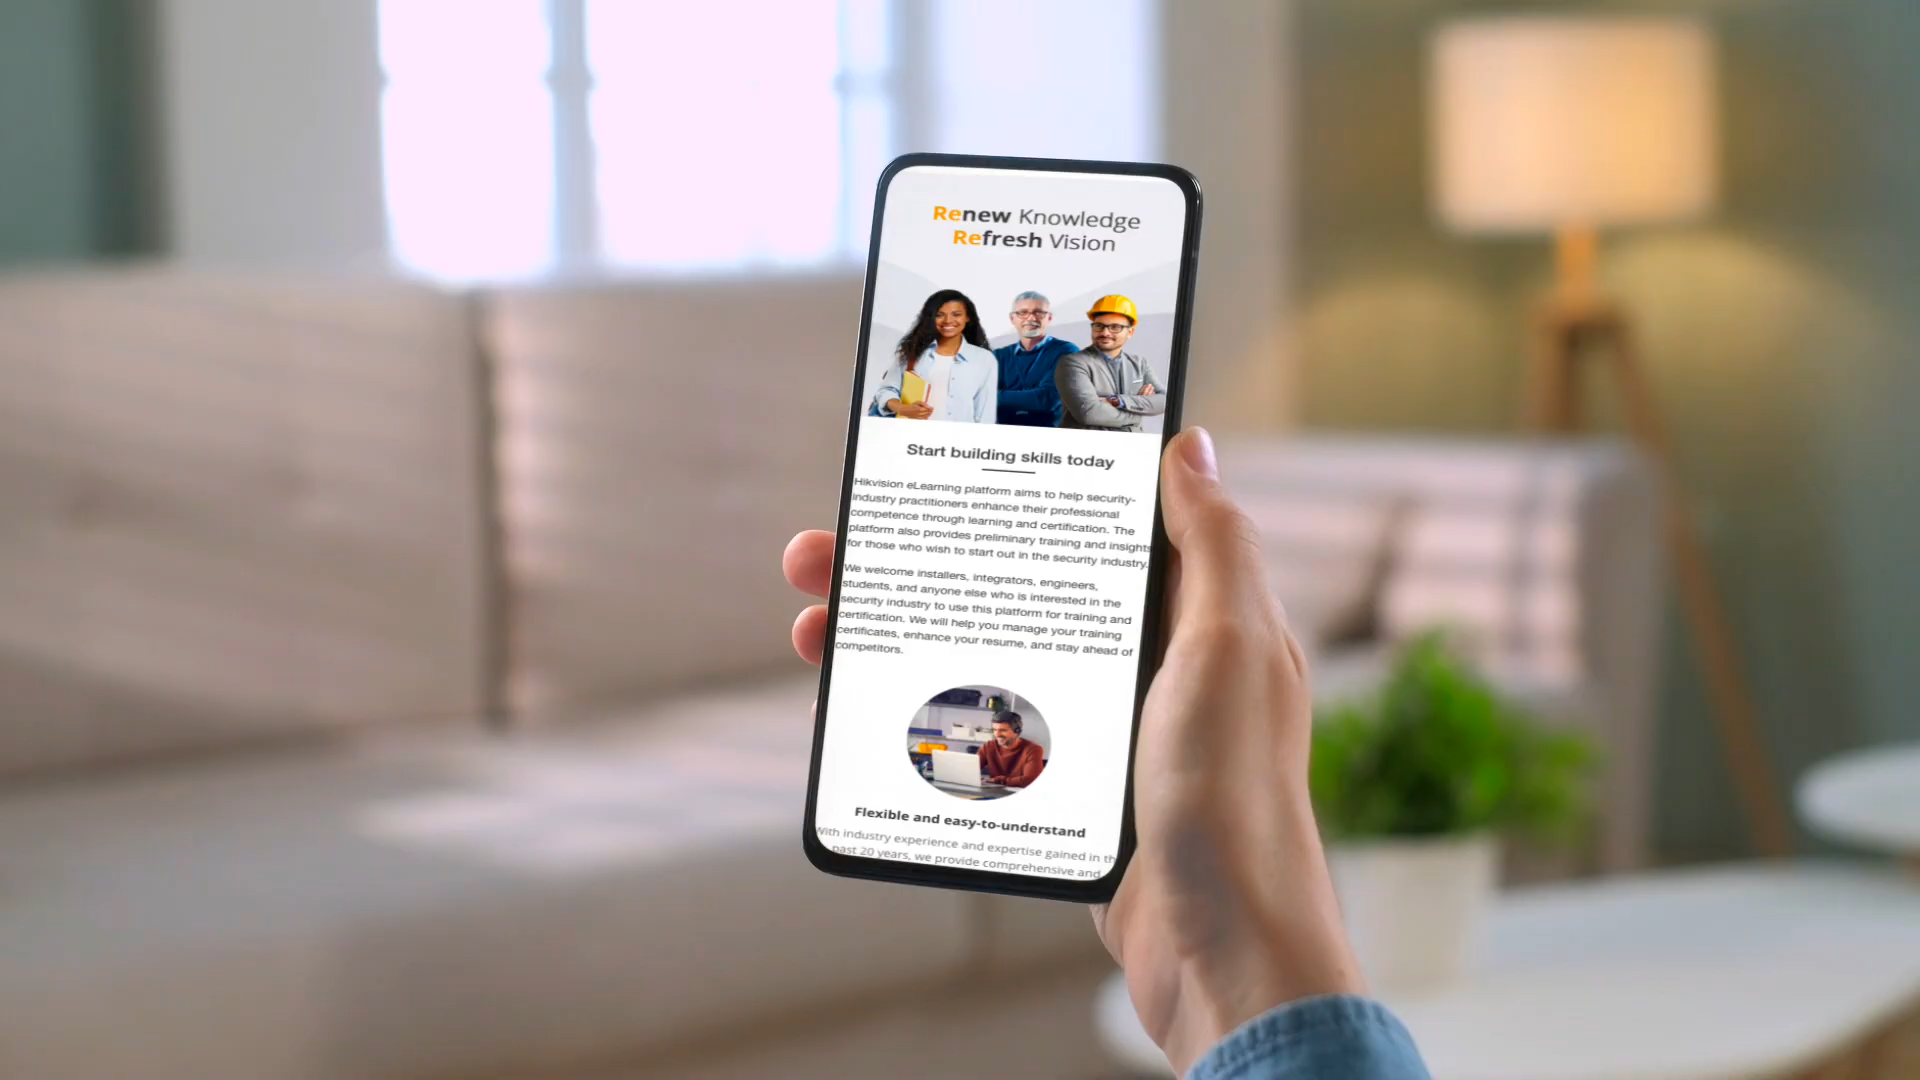 Renew Knowledge
Refresh Vision
Start building skills today
Hikvision eLearning platform aims to help security-
industry practitioners enhance their professional
competence through learning and certification. The
platform also provides preliminary training and insights
for those who wish to start out in the security industry.
We welcome installers, integrators, engineers,
students, and anyone else who is interested in the
security industry to use this platform for training and
certification. We will help you manage your training
certificates, enhance your resume, and stay ahead of
competitors.
Flexible and easy-to-understand
With industry experience and expertise gained in th
past 20 years, we provide comprehensive and